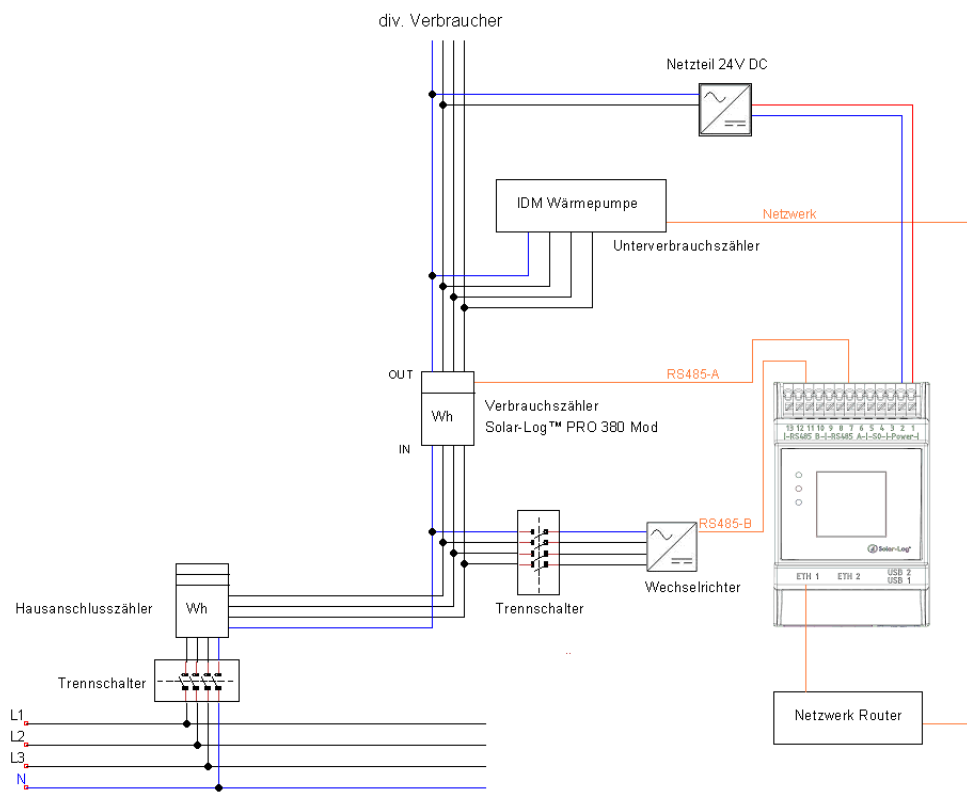 div. Verbraucher
Netzteil 24V DC
IDM Wärmepumpe
Netzwerk
Unterverbrauchszähler
OUT
RS485-A
Wh
Verbrauchszähler
Solar-Log™ PRO 380 Mod
IN
13 12 11 10 9 8 7 6 5 4 3 2 1
|-RS485 B-|-RS485 A-|-S0-|-Power-|
RS485-B
Solar-Log®
Wechselrichter
ETH 1 ETH 2 USB 2
USB 1
Hausanschlusszähler
Wh
Trennschalter
Trennschalter
Netzwerk Router
L1
L2
L3
N